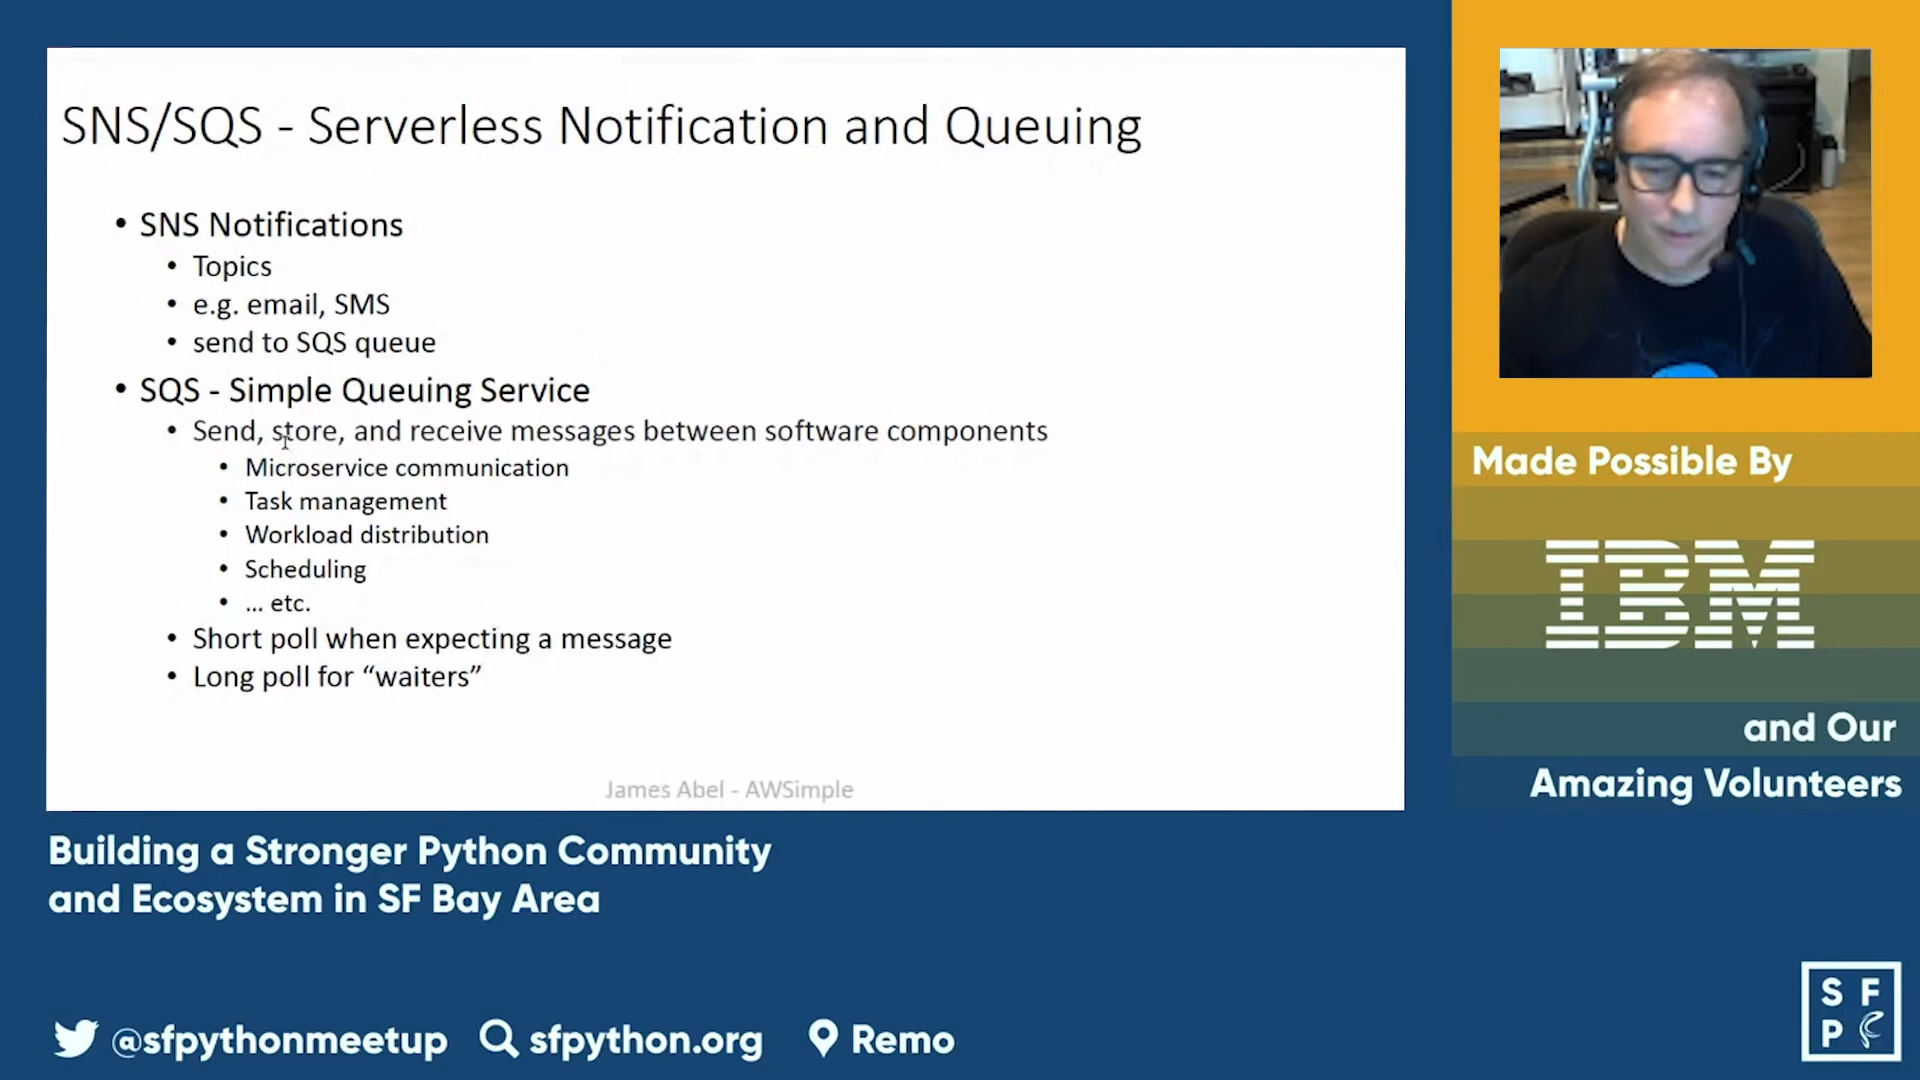 SNS/SQS - Serverless Notification and Queuing
• SNS Notifications
• Topics
• e.g. email, SMS
• send to SQS queue
• SQS - Simple Queuing Service
• Send, store, and receive messages between software components
• Microservice communication
• Task management
• Workload distribution
• Scheduling
• ... etc.
• Short poll when expecting a message
• Long poll for “waiters”
James Abel - AWSimple
Made Possible By
IBM
and Our
Amazing Volunteers
Building a Stronger Python Community
and Ecosystem in SF Bay Area
@sfpythonmeetup sfpython.org Remo
S F
P